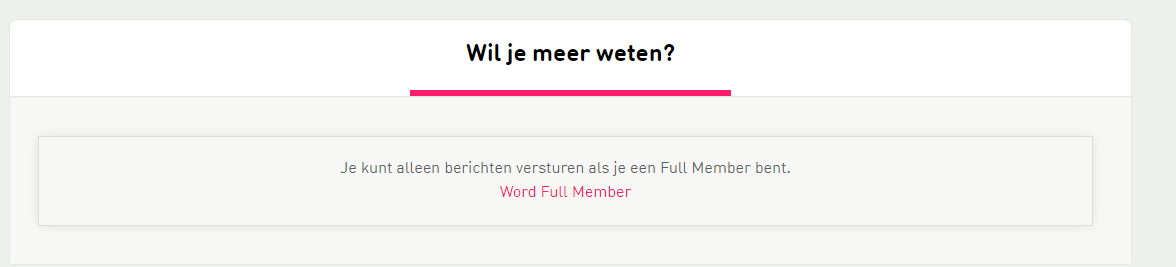 Wil je meer weten?
Je kunt alleen berichten versturen als je een Full Member bent.
Word Full Member